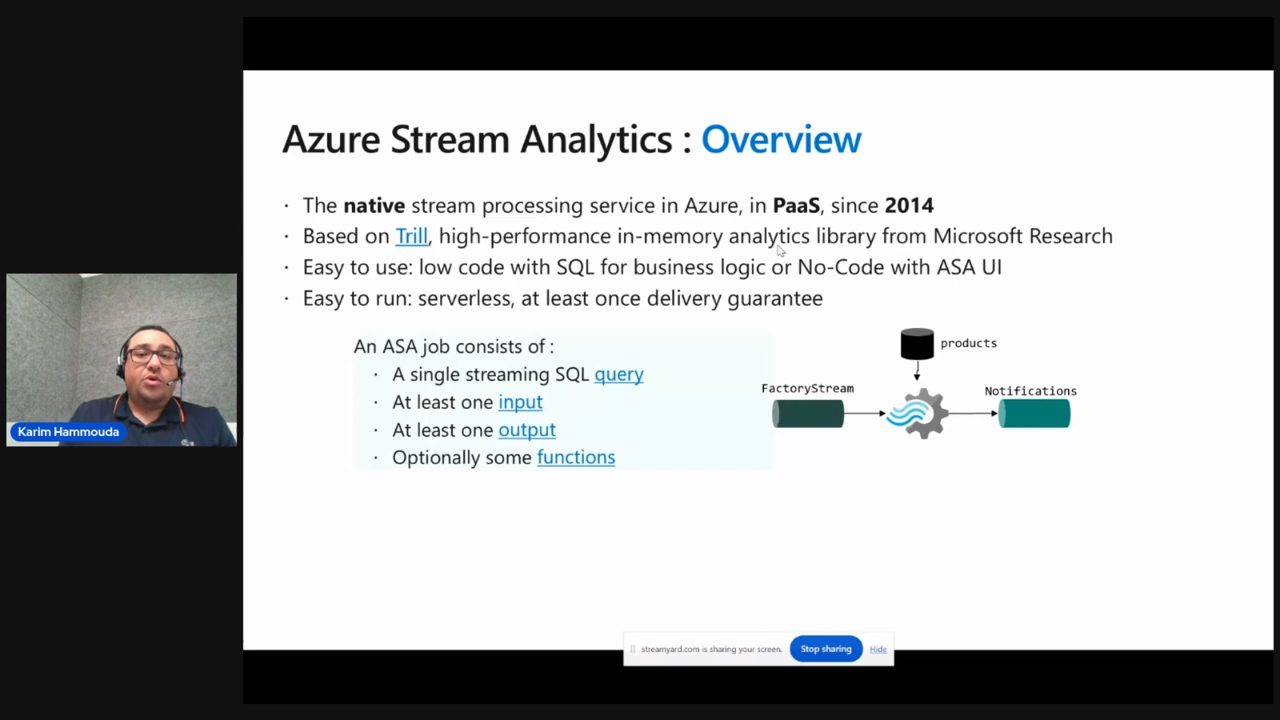 Azure Stream Analytics : Overview
· The native stream processing service in Azure, in PaaS, since 2014
· Based on Trill, high-performance in-memory analytics library from Microsoft Research
· Easy to use: low code with SQL for business logic or No-Code with ASA UI
· Easy to run: serverless, at least once delivery guarantee
An ASA job consists of :
· A single streaming SQL query
· At least one input
· At least one output
· Optionally some functions
products
FactoryStream
Notifications
Karim Hammouda
streamyard.com is sharing your screen.
Stop sharing
Hide